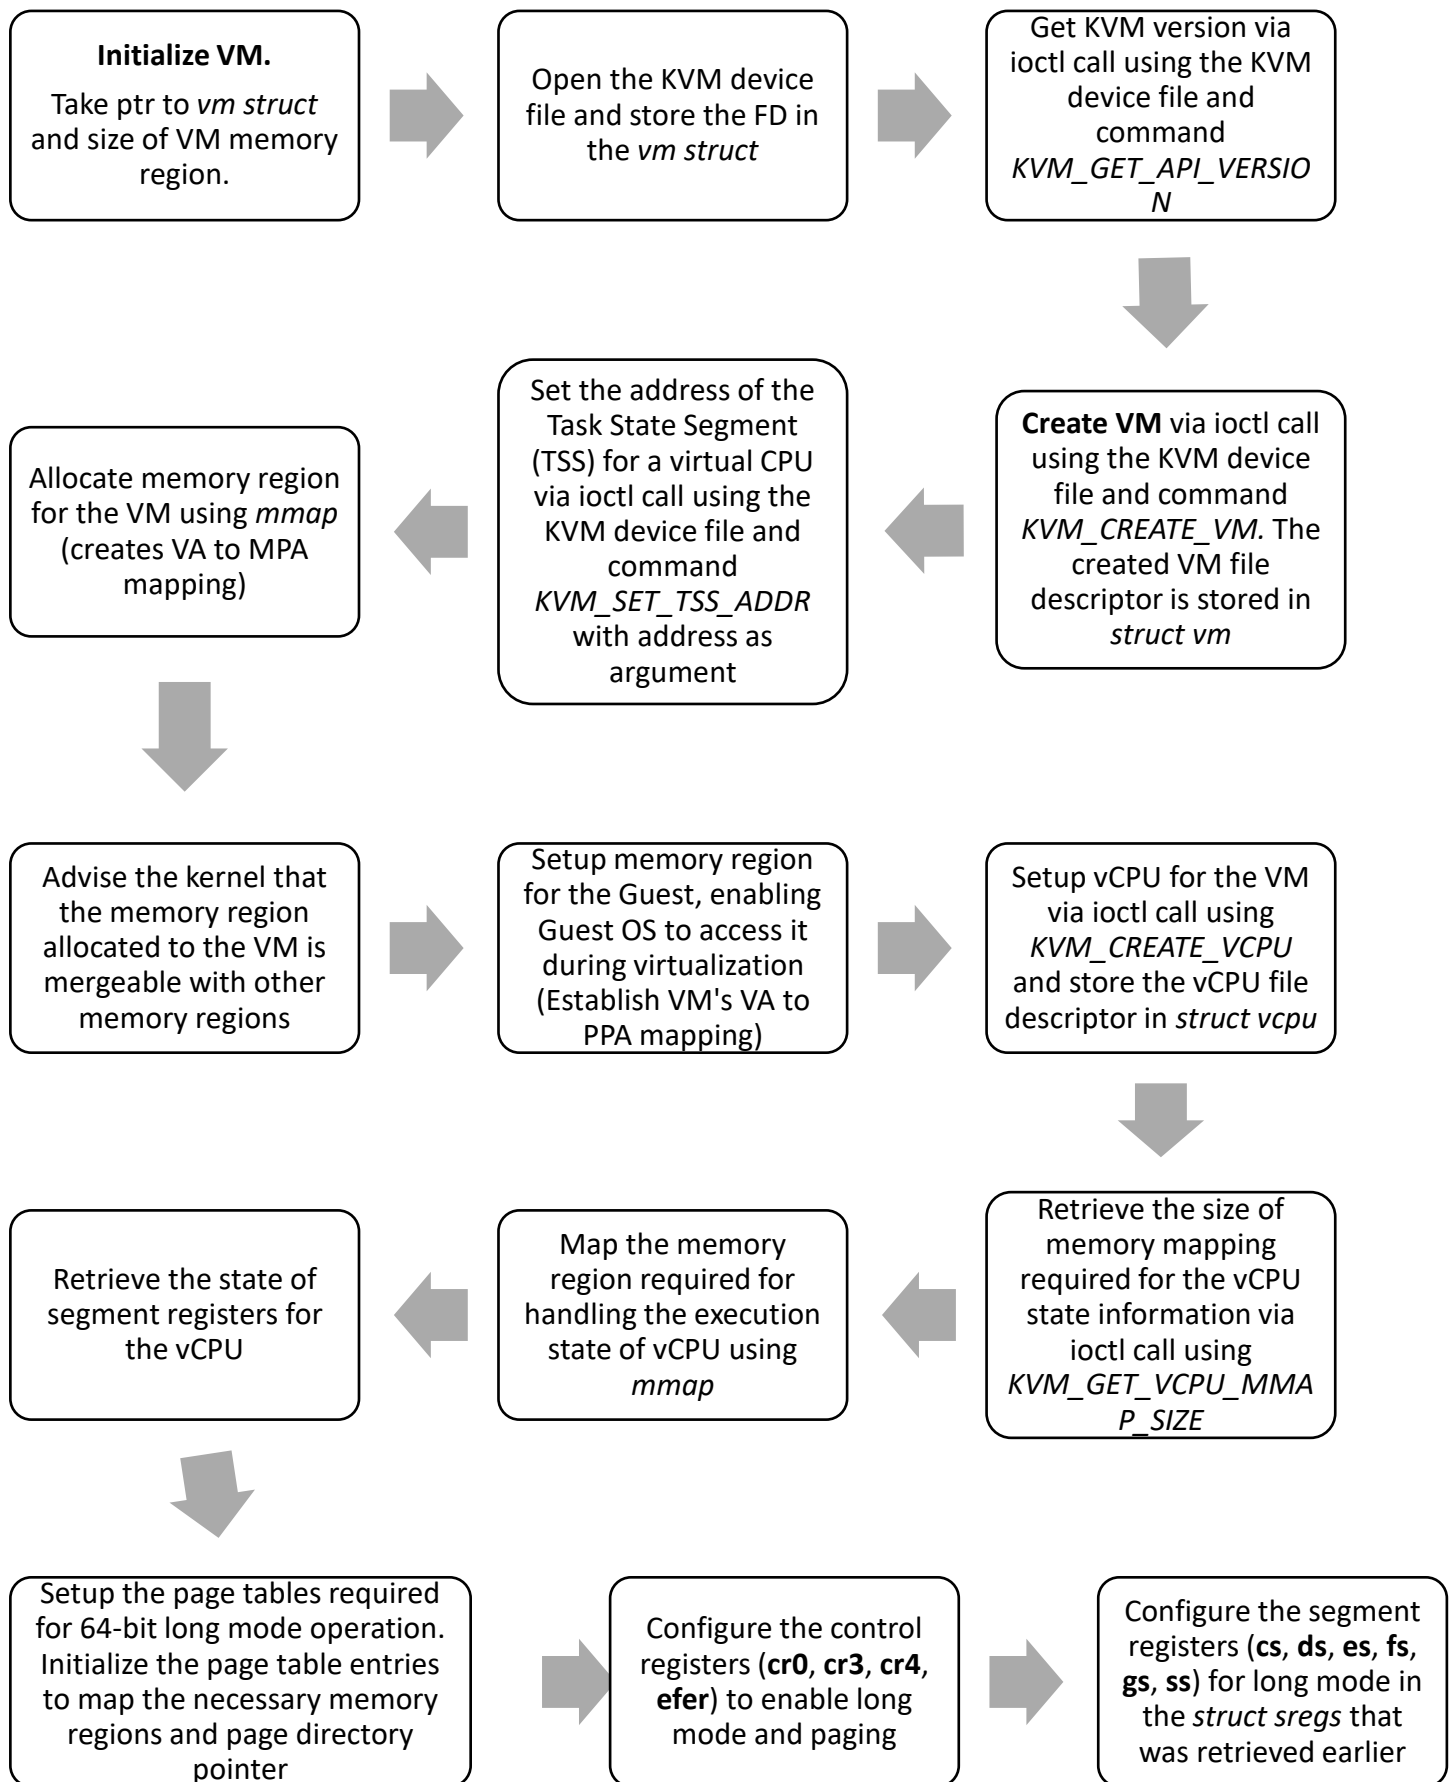 Initialize VM.
Take ptr to vm struct
and size of VM memory
region.
Open the KVM device
file and store the FD in
the vm struct
Get KVM version via
ioctl call using the KVM
device file and
command
KVM_GET_API_VERSIO
N
Create VM via ioctl call
using the KVM device
file and command
KVM_CREATE_VM. The
created VM file
descriptor is stored in
struct vm
Set the address of the
Task State Segment
(TSS) for a virtual CPU
via ioctl call using the
KVM device file and
command
KVM_SET_TSS_ADDR
with address as
argument
Allocate memory region
for the VM using mmap
(creates VA to MPA
mapping)
Advise the kernel that
the memory region
allocated to the VM is
mergeable with other
memory regions
Setup memory region
for the Guest, enabling
Guest OS to access it
during virtualization
(Establish VM's VA to
PPA mapping)
Setup vCPU for the VM
via ioctl call using
KVM_CREATE_VCPU
and store the vCPU file
descriptor in struct vcpu
Retrieve the size of
memory mapping
required for the vCPU
state information via
ioctl call using
KVM_GET_VCPU_MMA
P_SIZE
Map the memory
region required for
handling the execution
state of vCPU using
mmap
Retrieve the state of
segment registers for
the vCPU
Setup the page tables required
for 64-bit long mode operation.
Initialize the page table entries
to map the necessary memory
regions and page directory
pointer
Configure the control
registers (cr0, cr3, cr4,
efer) to enable long
mode and paging
Configure the segment
registers (cs, ds, es, fs,
gs, ss) for long mode in
the struct sregs that
was retrieved earlier